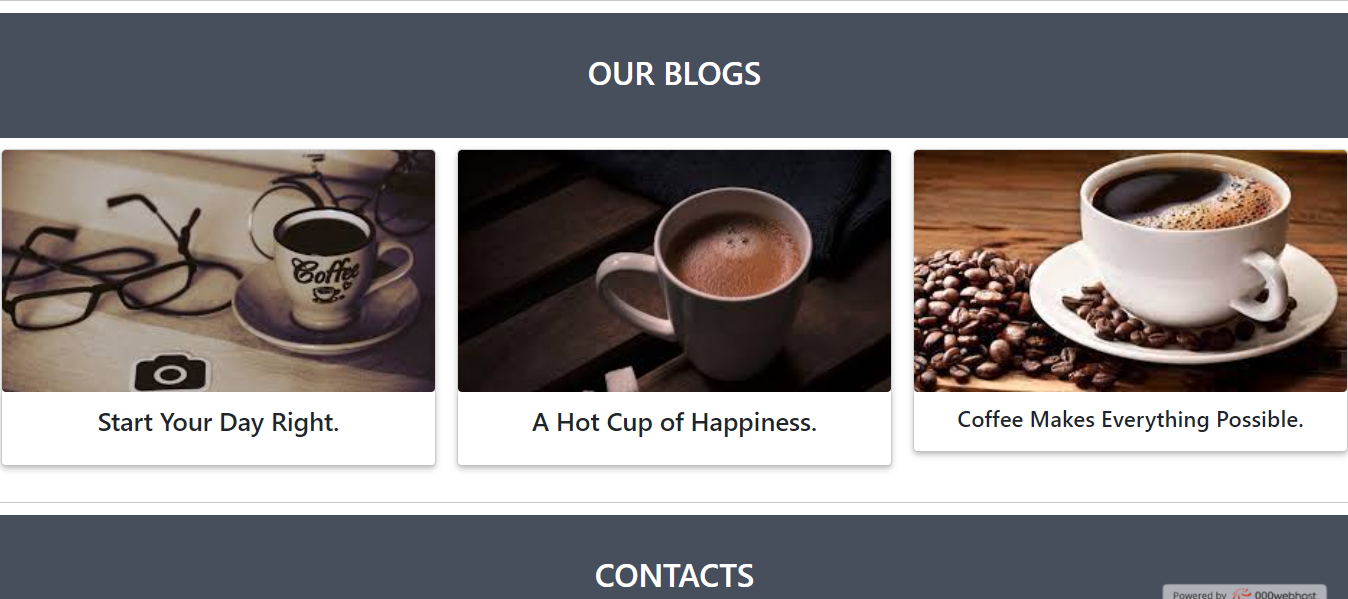 OUR BLOGS
Coffee
Start Your Day Right.
A Hot Cup of Happiness.
Coffee Makes Everything Possible.
CONTACTS
Powered by 000webhost